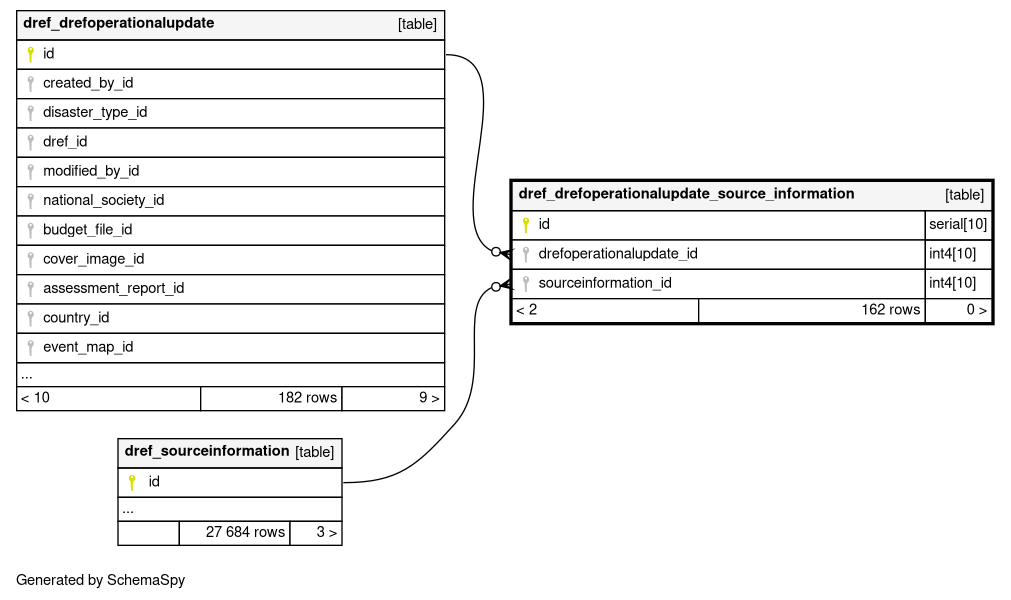 dref_drefoperationalupdate [table]
id
created_by_id
disaster_type_id
dref_id
modified_by_id
national_society_id
budget_file_id
cover_image_id
assessment_report_id
country_id
event_map_id
...
< 10 182 rows 9 >
dref_drefoperationalupdate_source_information [table]
id serial[10]
drefoperationalupdate_id int4[10]
sourceinformation_id int4[10]
< 2 162 rows 0 >
dref_sourceinformation [table]
id
...
27 684 rows 3 >
Generated by SchemaSpy